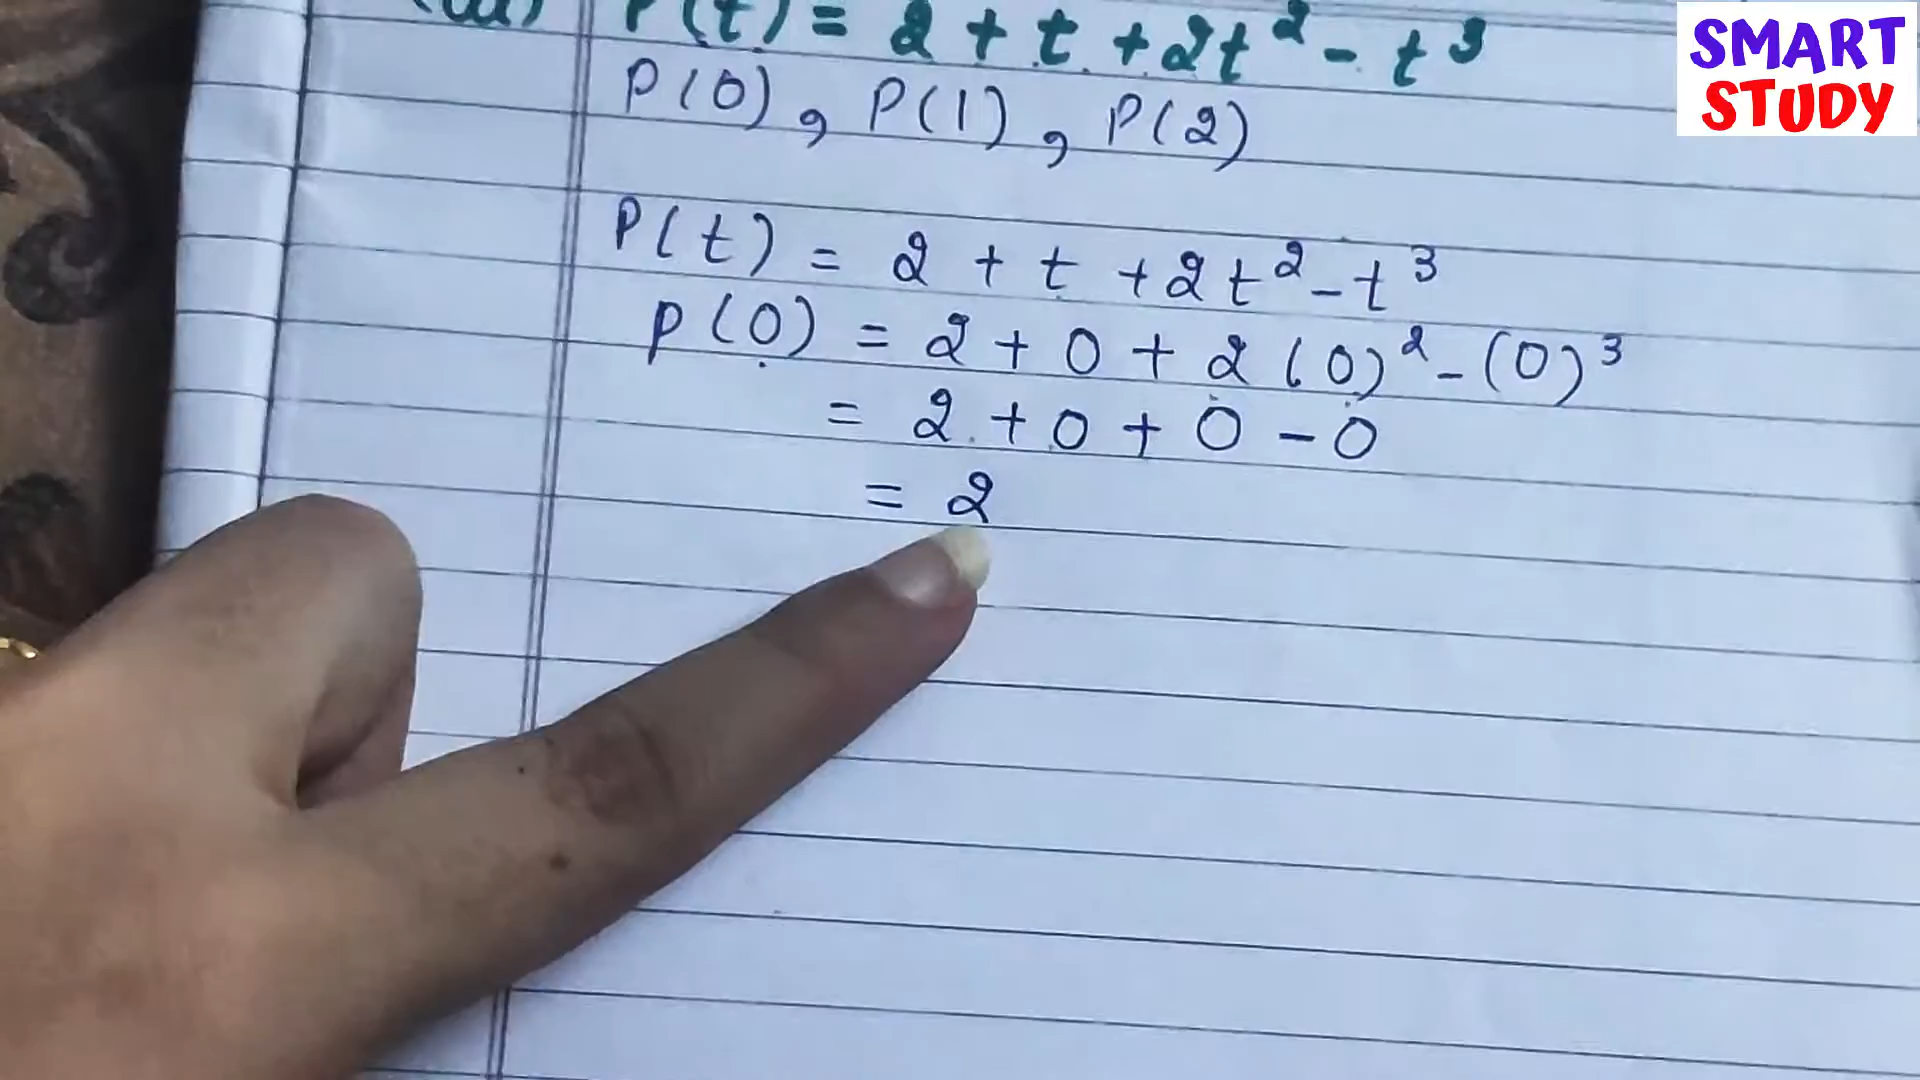 P(t) = 2 + t + 2t² - t³
P(0), P(1), P(2)
P(t) = 2 + t + 2t² - t³
P(0) = 2 + 0 + 2(0)² - (0)³
= 2 + 0 + 0 - 0
= 2
SMART
STUDY